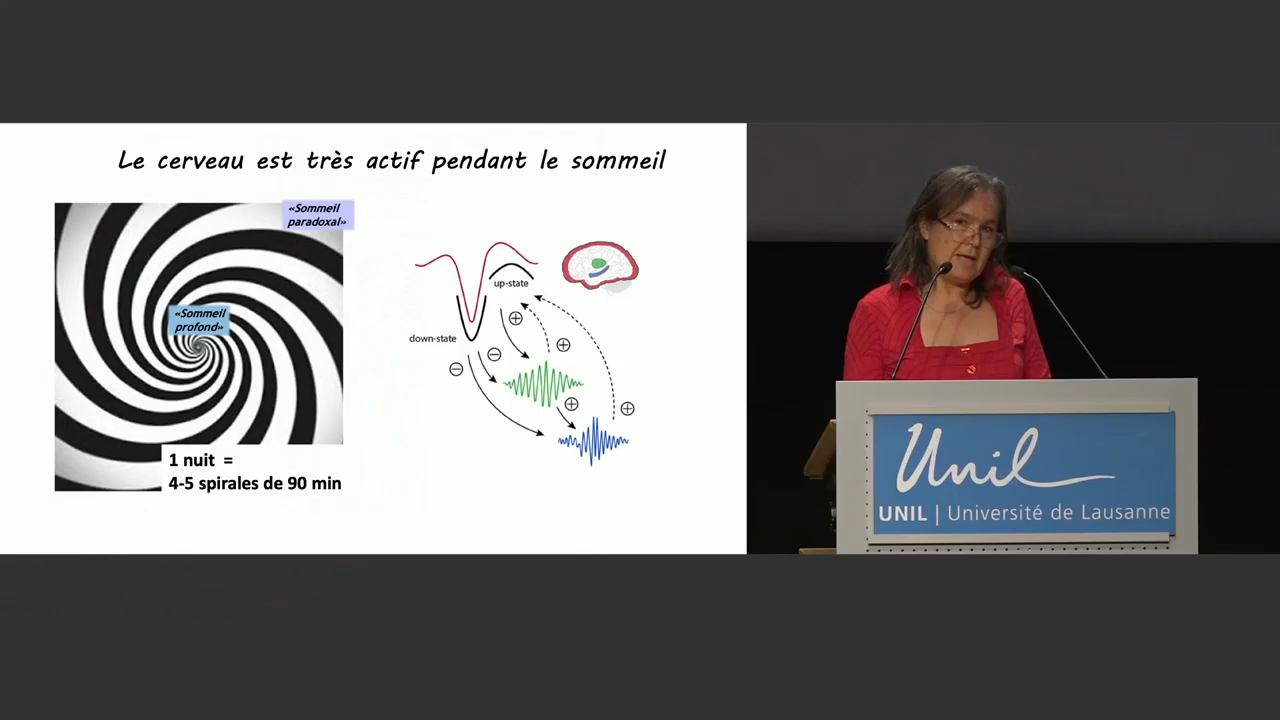 Le cerveau est très actif pendant le sommeil
«Sommeil
paradoxal»
«Sommeil
profond»
1 nuit =
4-5 spirales de 90 min
up-state
down-state
+
+
−
−
+
+
Unil
UNIL | Université de Lausanne